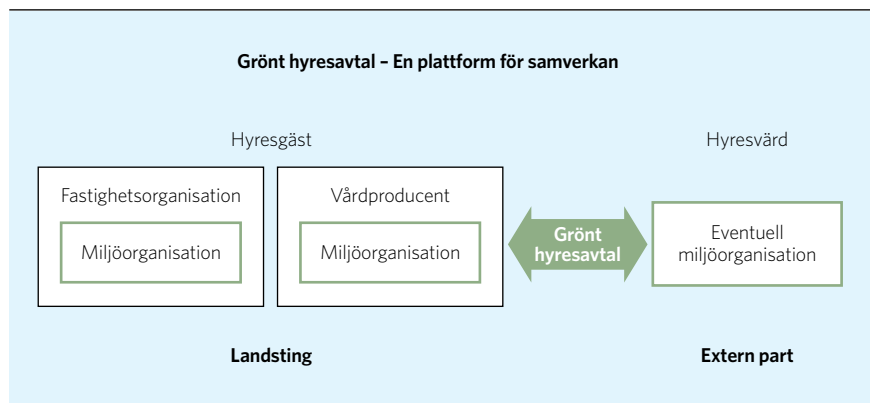 Grönt hyresavtal – En plattform för samverkan
Hyresgäst
Hyresvärd
Fastighetsorganisation
Miljöorganisation
Vårdproducent
Miljöorganisation
Grönt
hyresavtal
Eventuell
miljöorganisation
Landsting
Extern part